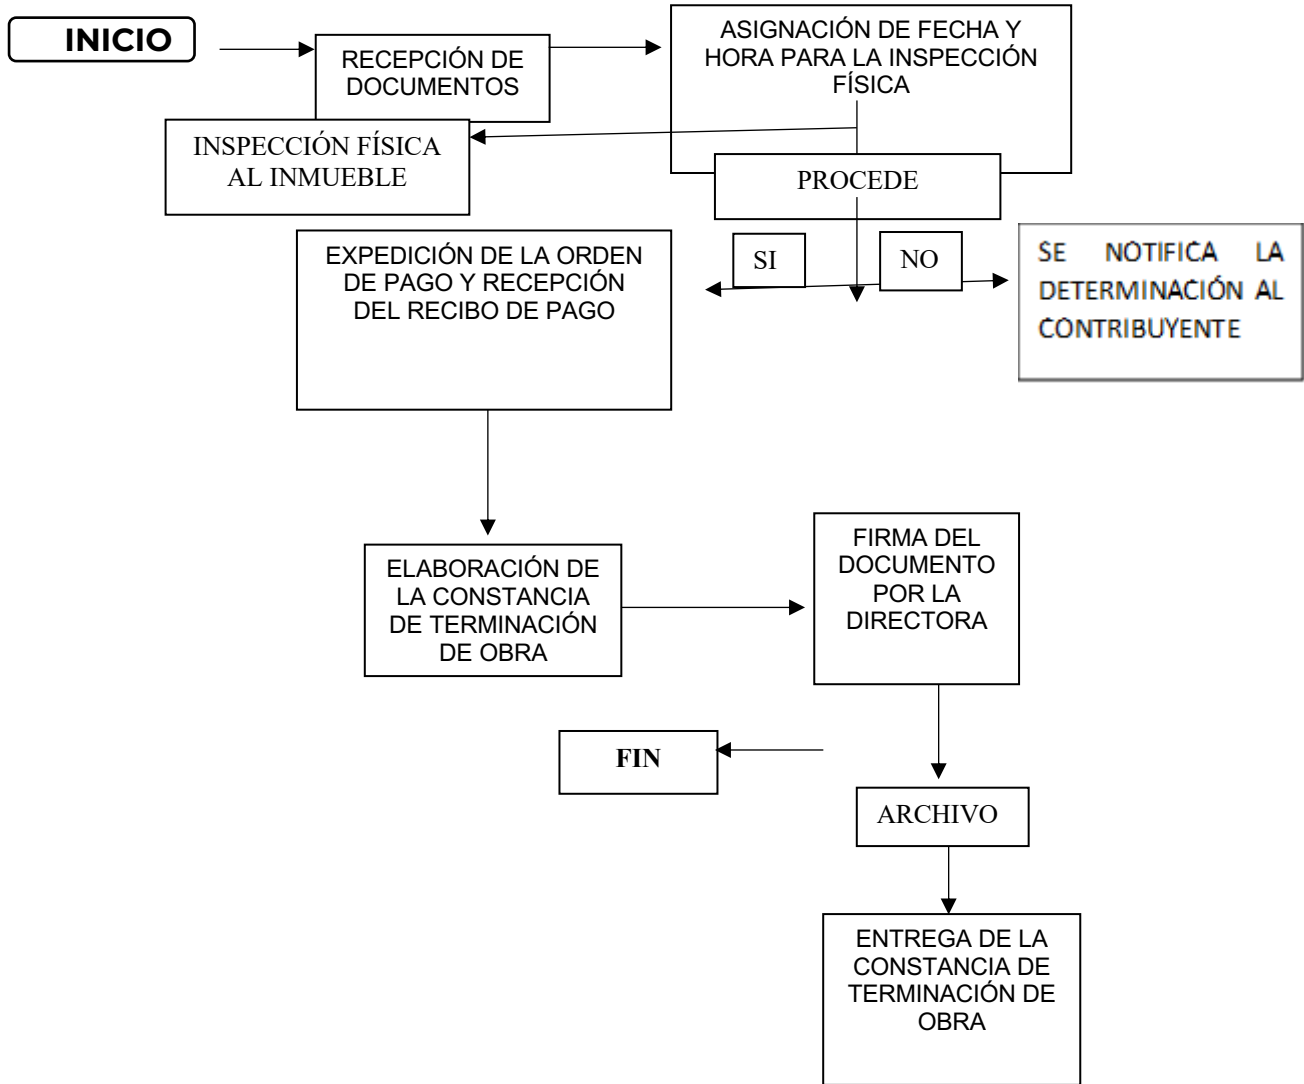 INICIO
RECEPCIÓN DE
DOCUMENTOS
ASIGNACIÓN DE FECHA Y
HORA PARA LA INSPECCIÓN
FÍSICA
INSPECCIÓN FÍSICA
AL INMUEBLE
PROCEDE
EXPEDICIÓN DE LA ORDEN
DE PAGO Y RECEPCIÓN
DEL RECIBO DE PAGO
SI
NO
SE NOTIFICA LA
DETERMINACIÓN AL
CONTRIBUYENTE
ELABORACIÓN DE
LA CONSTANCIA
DE TERMINACIÓN
DE OBRA
FIRMA DEL
DOCUMENTO
POR LA
DIRECTORA
FIN
ARCHIVO
ENTREGA DE LA
CONSTANCIA DE
TERMINACIÓN DE
OBRA